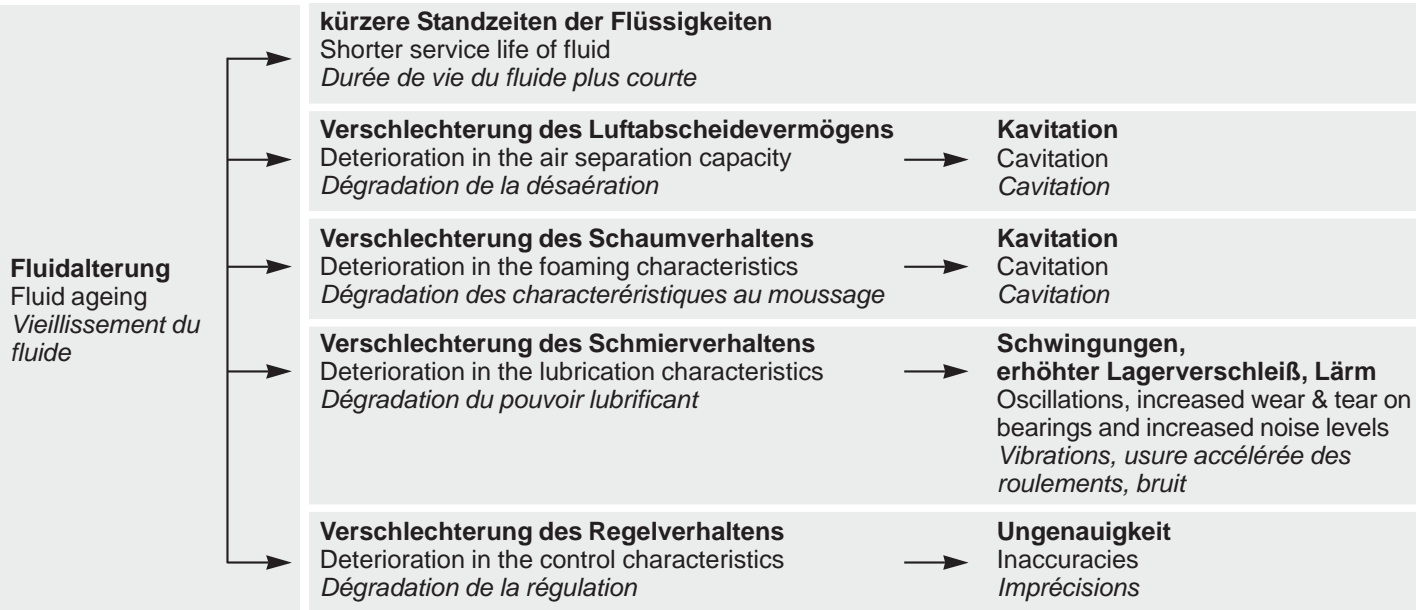 Fluidalterung
Fluid ageing
Vieillissement du
fluide
kürzere Standzeiten der Flüssigkeiten
Shorter service life of fluid
Durée de vie du fluide plus courte
Verschlechterung des Luftabscheidevermögens
Deterioration in the air separation capacity
Dégradation de la désaération
Kavitation
Cavitation
Cavitation
Verschlechterung des Schaumverhaltens
Deterioration in the foaming characteristics
Dégradation des characteréristiques au moussage
Kavitation
Cavitation
Cavitation
Verschlechterung des Schmierverhaltens
Deterioration in the lubrication characteristics
Dégradation du pouvoir lubrificant
Schwingungen,
erhöhter Lagerverschleiß, Lärm
Oscillations, increased wear & tear on
bearings and increased noise levels
Vibrations, usure accélérée des
roulements, bruit
Verschlechterung des Regelverhaltens
Deterioration in the control characteristics
Dégradation de la régulation
Ungenauigkeit
Inaccuracies
Imprécisions